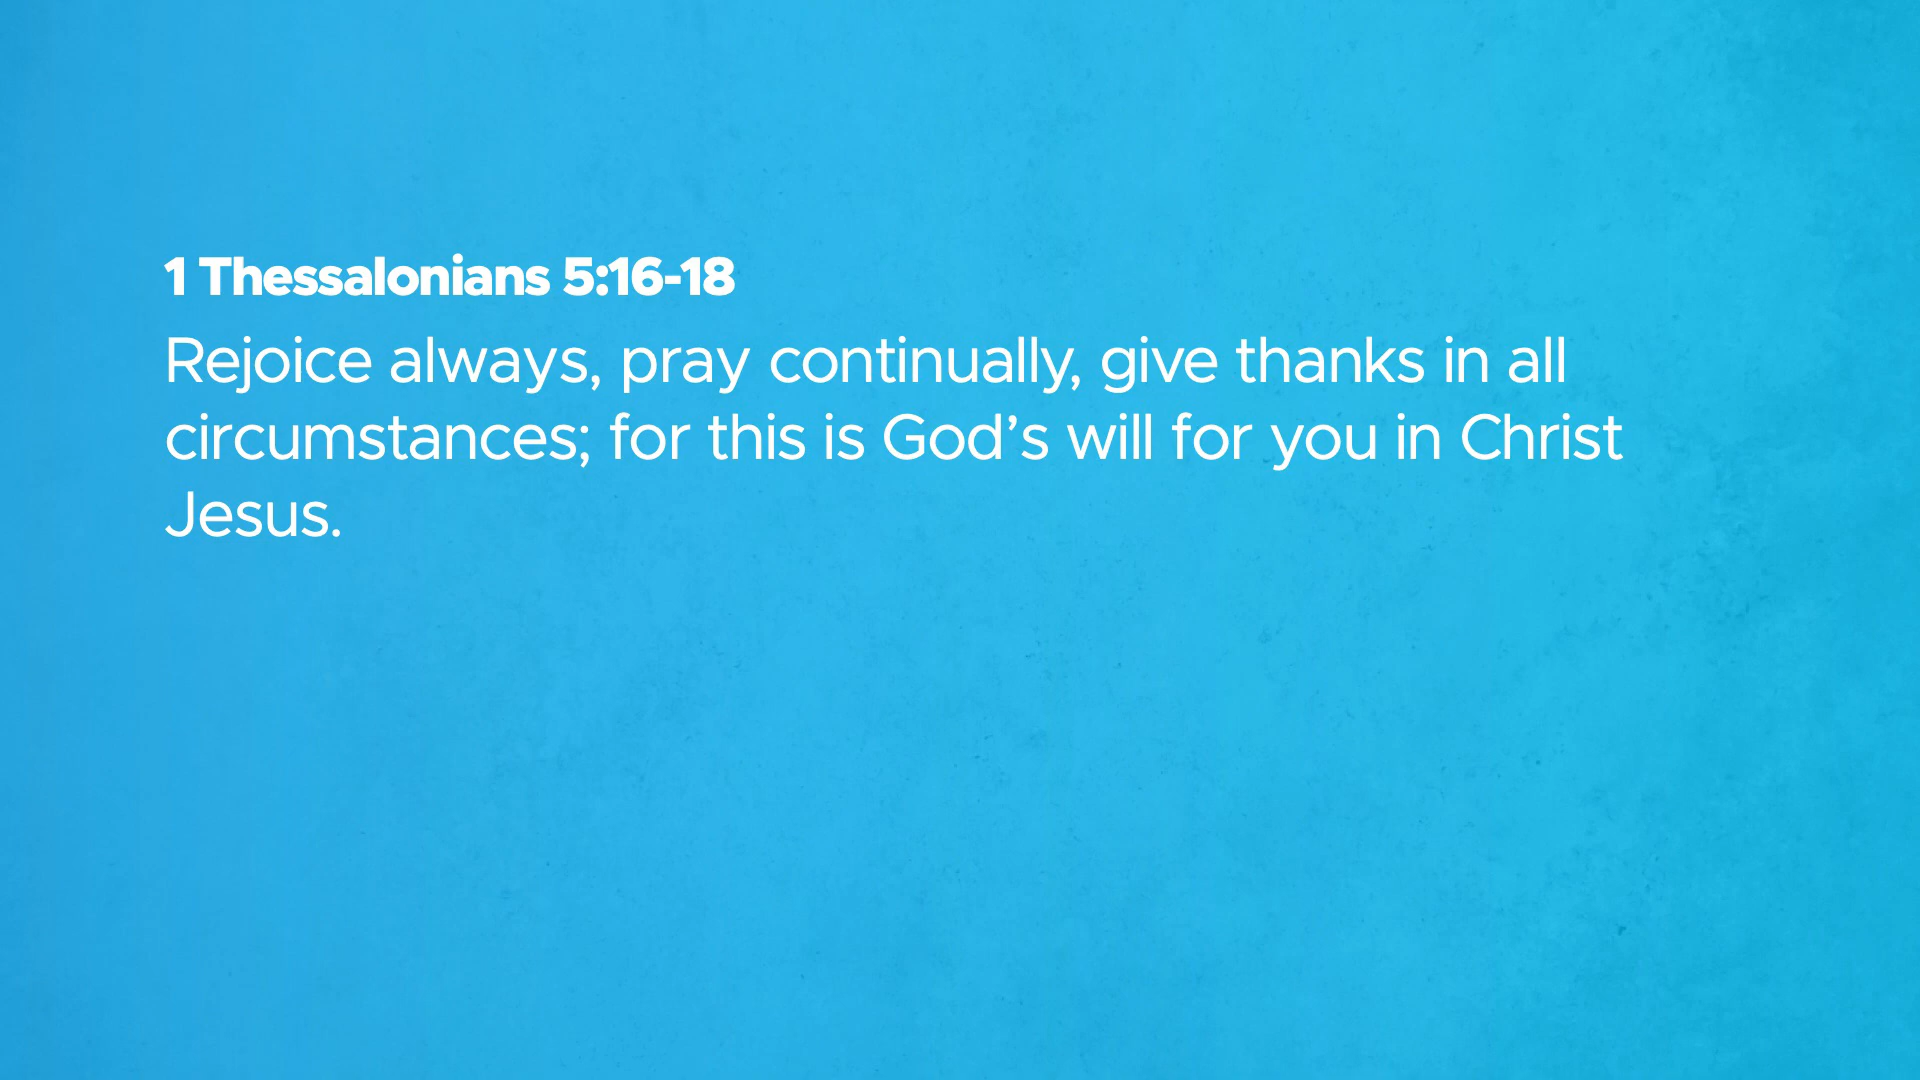 1 Thessalonians 5:16-18
Rejoice always, pray continually, give thanks in all
circumstances; for this is God’s will for you in Christ
Jesus.